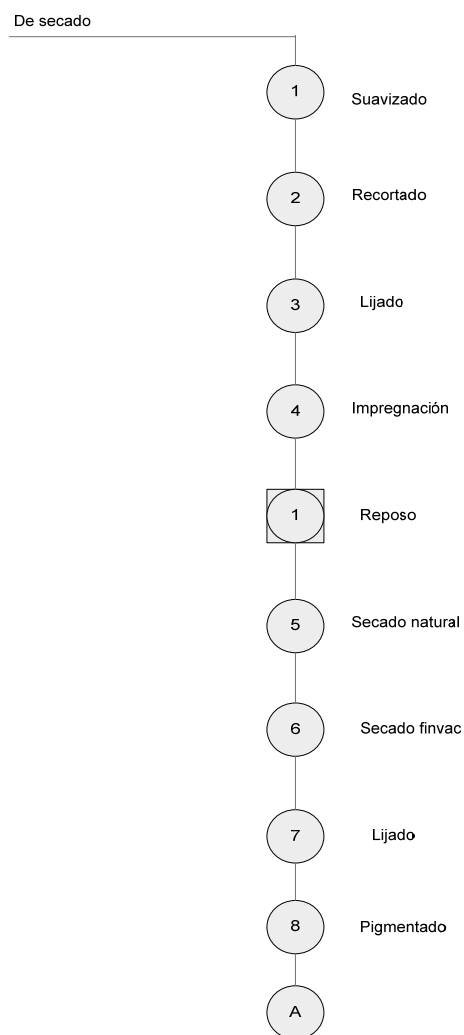 De secado
1
Suavizado
2
Recortado
3
Lijado
4
Impregnación
1
Reposo
5
Secado natural
6
Secado finvac
7
Lijado
8
Pigmentado
A